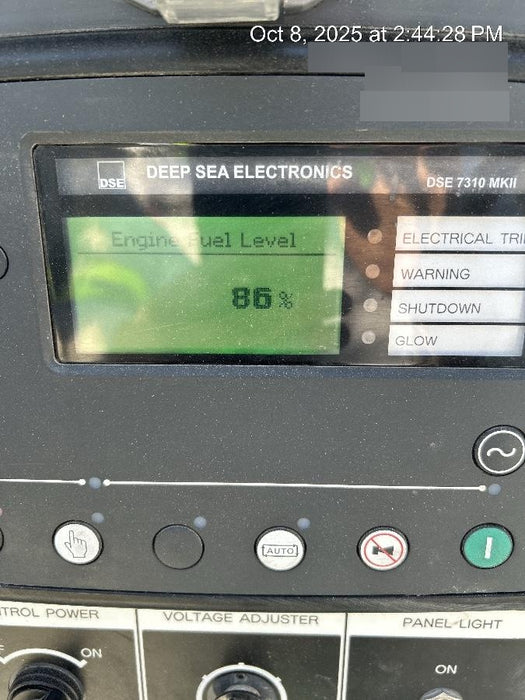 Oct 8, 2025 at 2:44:28 PM
DSE
DEEP SEA ELECTRONICS
DSE 7310 MKII
Engine Fuel Level
86 %
ELECTRICAL TRI
WARNING
SHUTDOWN
GLOW
AUTO
TROL POWER
ON
VOLTAGE ADJUSTER
PANEL-LIGHT
ON